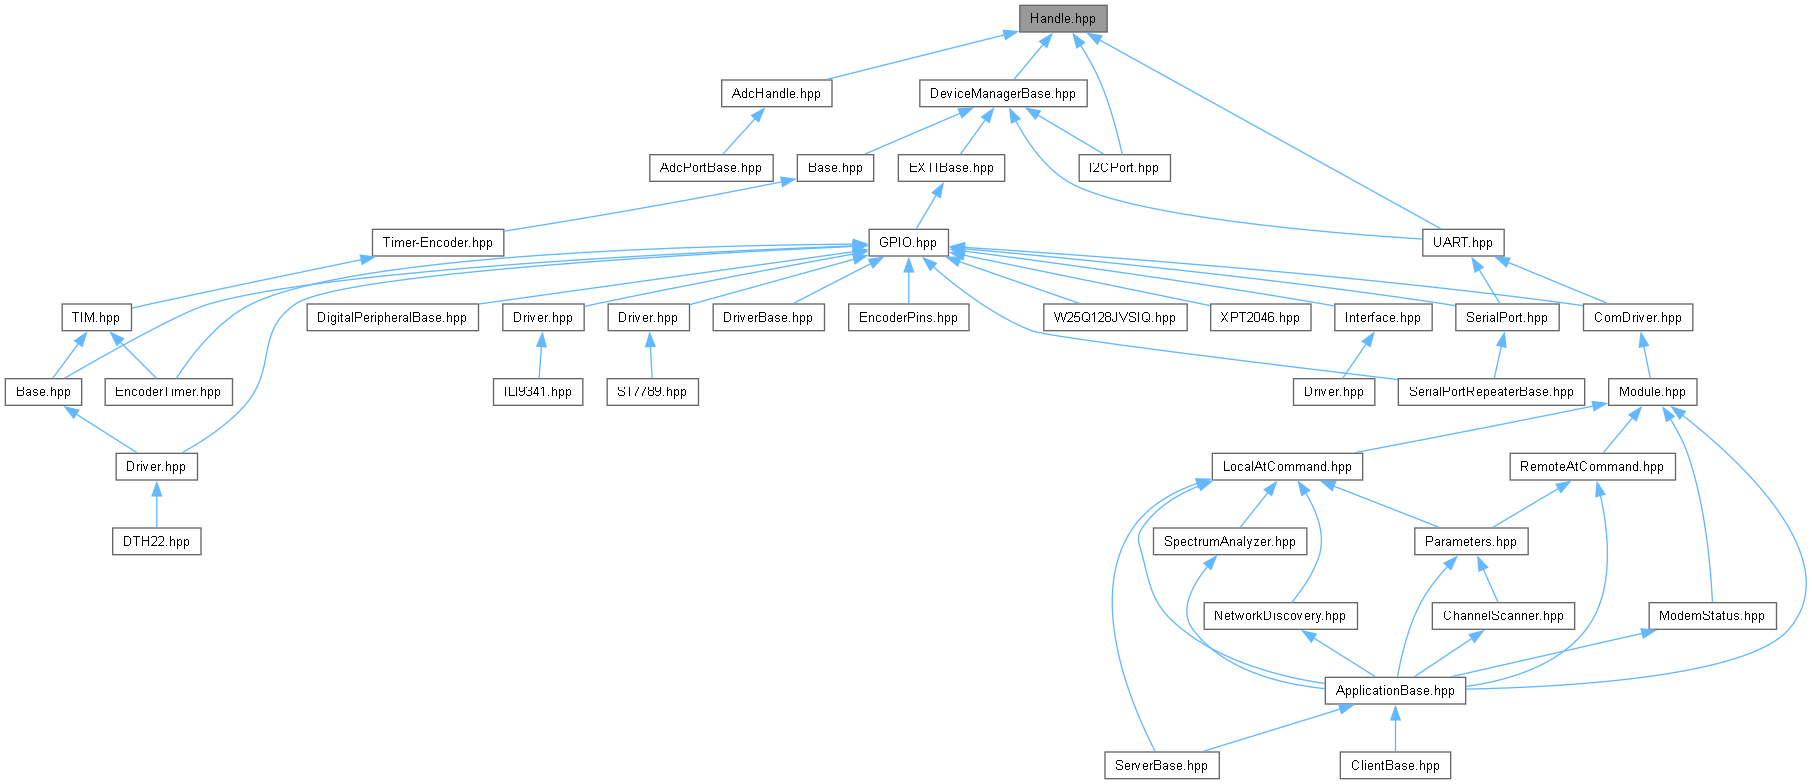 Handle.hpp
AdcHandle.hpp
DeviceManagerBase.hpp
AdcPortBase.hpp
Base.hpp
EXTIBase.hpp
I2CPort.hpp
Timer-Encoder.hpp
GPIO.hpp
UART.hpp
TIM.hpp
DigitalPeripheralBase.hpp
Driver.hpp
Driver.hpp
DriverBase.hpp
EncoderPins.hpp
W25Q128JVSIQ.hpp
XPT2046.hpp
Interface.hpp
SerialPort.hpp
ComDriver.hpp
Base.hpp
EncoderTimer.hpp
ILI9341.hpp
ST7789.hpp
Driver.hpp
SerialPortRepeaterBase.hpp
Module.hpp
Driver.hpp
LocalAtCommand.hpp
RemoteAtCommand.hpp
DTH22.hpp
SpectrumAnalyzer.hpp
Parameters.hpp
NetworkDiscovery.hpp
ChannelScanner.hpp
ModemStatus.hpp
ApplicationBase.hpp
ServerBase.hpp
ClientBase.hpp